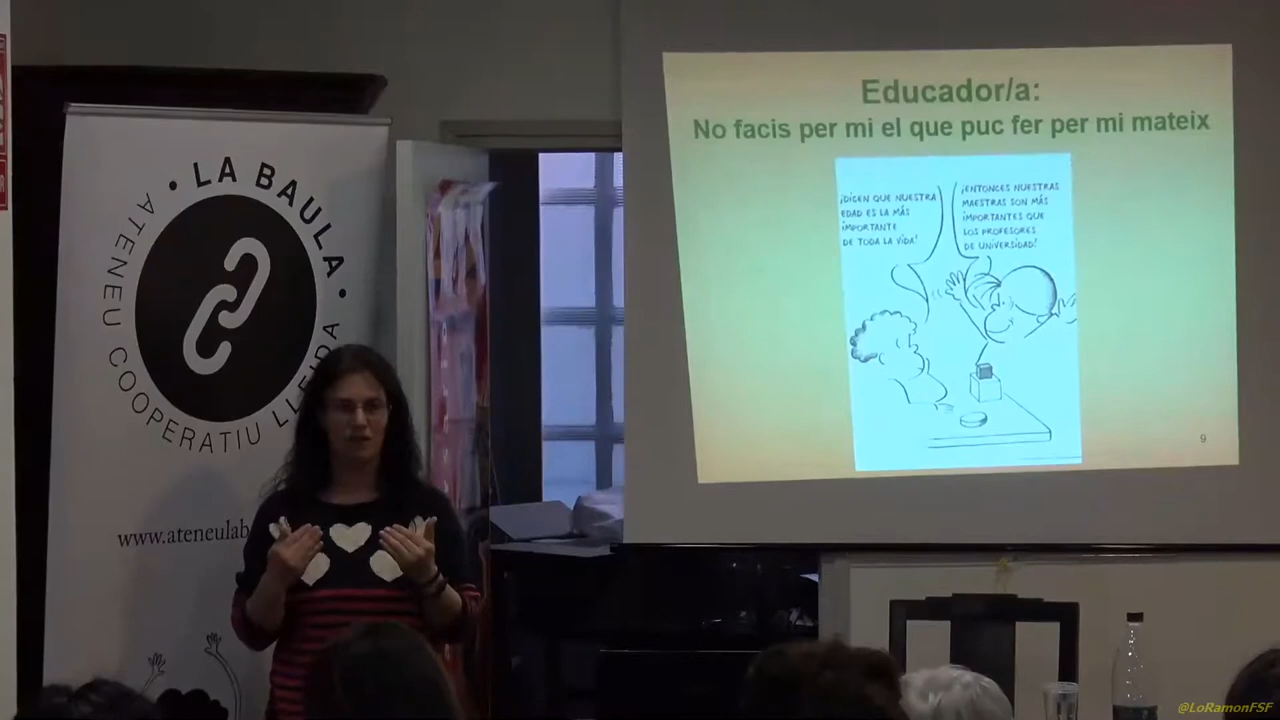 • LA BAULA •
ATENEU COOPERATIU LLEIDA
www.ateneulab
Educador/a:
No facis per mi el que puc fer per mi mateix
¡DICEN QUE NUESTRA
EDAD ES LA MÁS
IMPORTANTE
DE TODA LA VIDA!
¡ENTONCES NUESTRAS
MAESTRAS SON MÁS
IMPORTANTES QUE
LOS PROFESORES
DE UNIVERSIDAD!
9
@LoRamonFSF